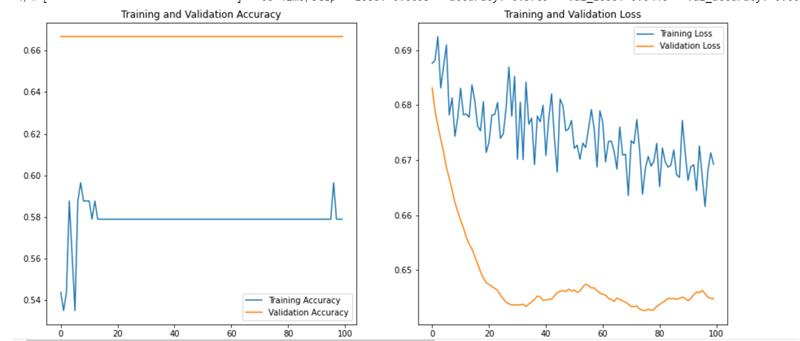 Training and Validation Accuracy
0.66
0.64
0.62
0.60
0.58
0.56
0.54
0 20 40 60 80 100
Training Accuracy
Validation Accuracy
Training and Validation Loss
0.69
0.68
0.67
0.66
0.65
0 20 40 60 80 100
Training Loss
Validation Loss